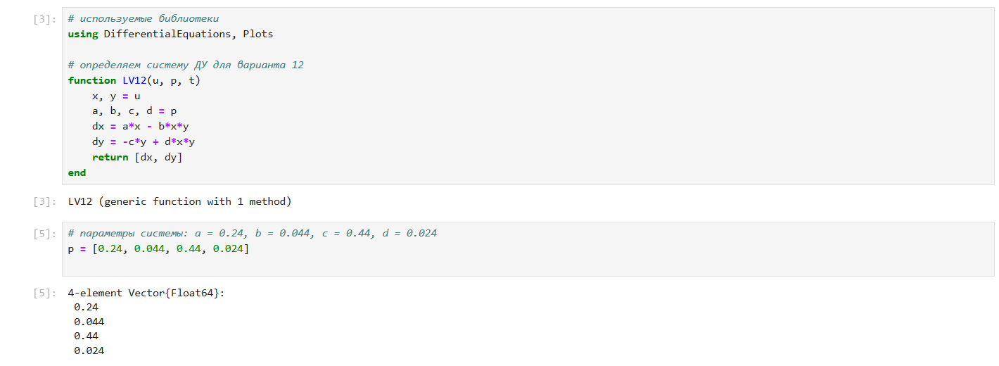 [3]: # используемые библиотеки
using DifferentialEquations, Plots
# определяем систему ДУ для варианта 12
function LV12(u, p, t)
    x, y = u
    a, b, c, d = p
    dx = a*x - b*x*y
    dy = -c*y + d*x*y
    return [dx, dy]
end
[3]: LV12 (generic function with 1 method)
[5]: # параметры системы: a = 0.24, b = 0.044, c = 0.44, d = 0.024
p = [0.24, 0.044, 0.44, 0.024]
[5]: 4-element Vector{Float64}:
 0.24
 0.044
 0.44
 0.024